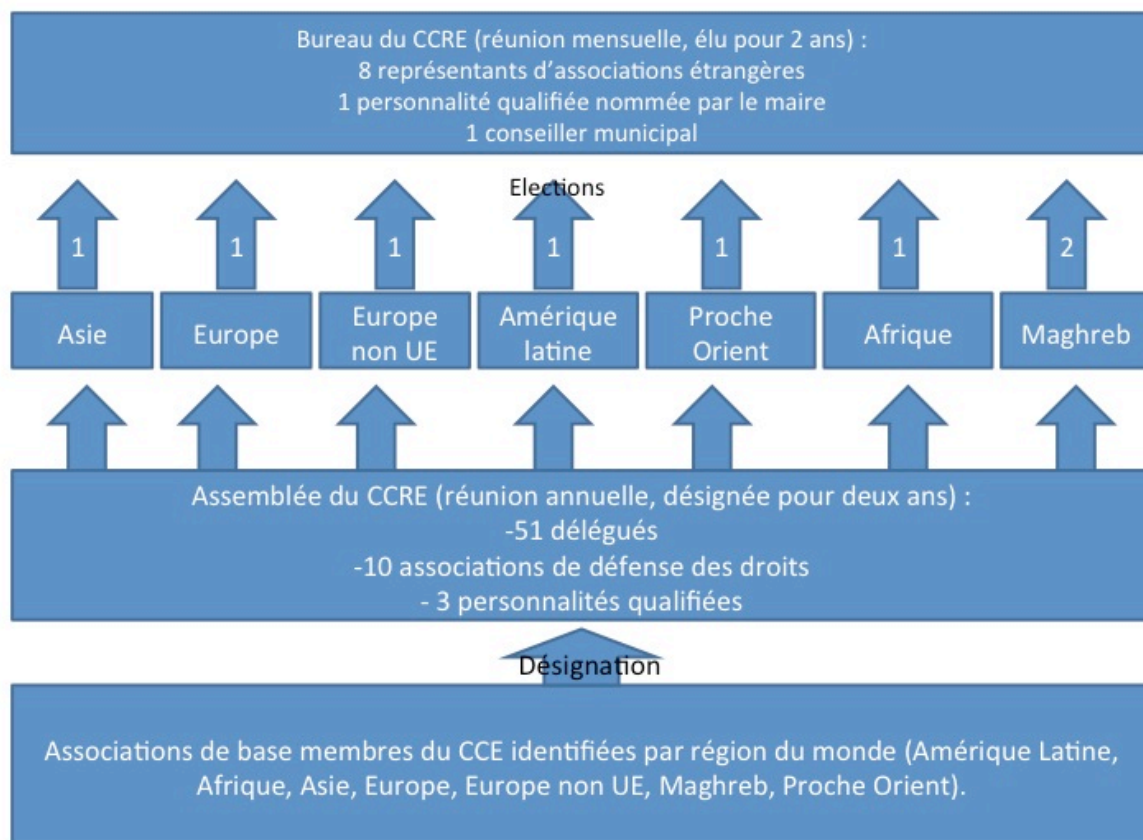 Bureau du CCRE (réunion mensuelle, élu pour 2 ans) :
8 représentants d'associations étrangères
1 personnalité qualifiée nommée par le maire
1 conseiller municipal
Elections
1
1
1
1
1
1
2
Asie
Europe
Europe
non UE
Amérique
latine
Proche
Orient
Afrique
Maghreb
Assemblée du CCRE (réunion annuelle, désignée pour deux ans) :
-51 délégués
-10 associations de défense des droits
- 3 personnalités qualifiées
Désignation
Associations de base membres du CCE identifiées par région du monde (Amérique Latine,
Afrique, Asie, Europe, Europe non UE, Maghreb, Proche Orient).